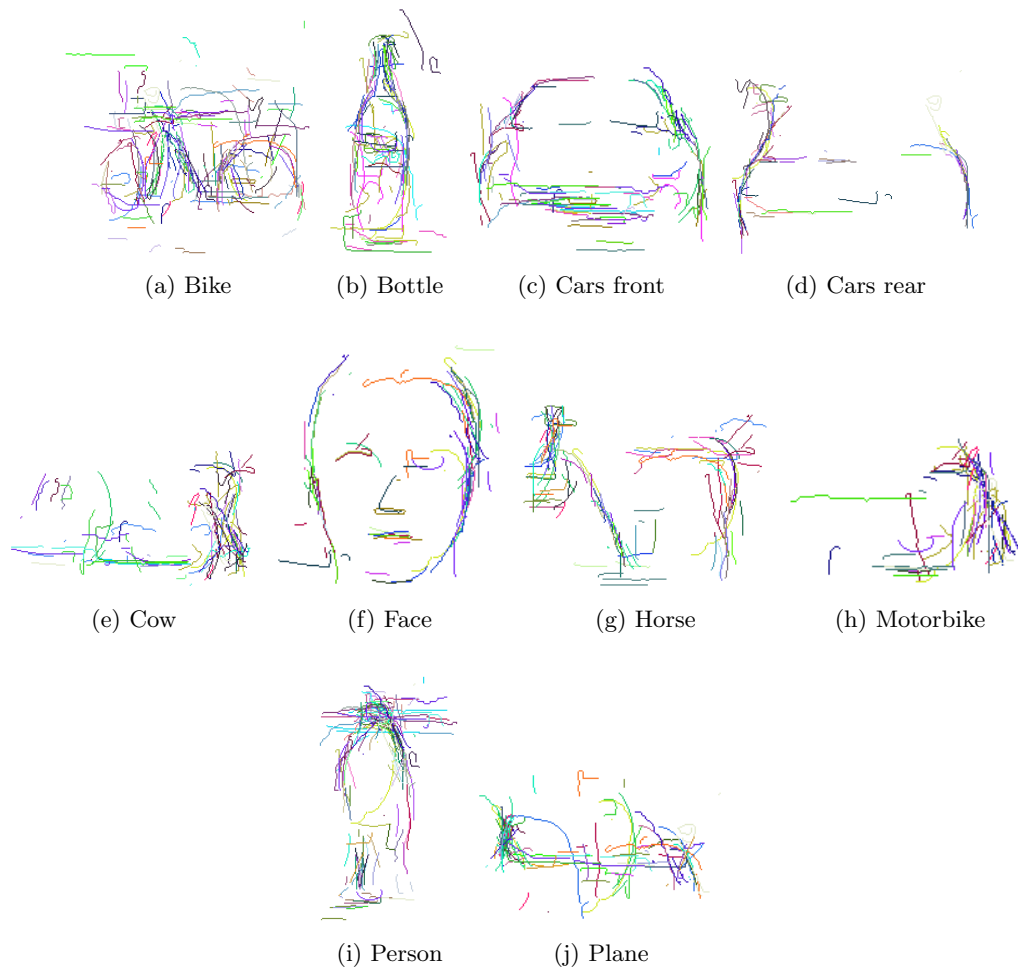 (a) Bike
(b) Bottle
(c) Cars front
(d) Cars rear
(e) Cow
(f) Face
(g) Horse
(h) Motorbike
(i) Person
(j) Plane